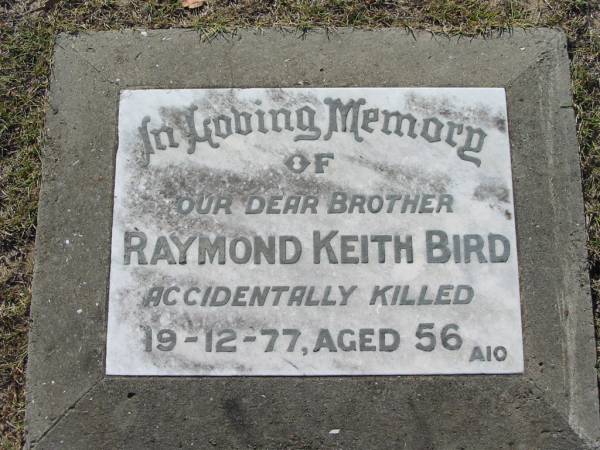 In Loving Memory
OF
OUR DEAR BROTHER
RAYMOND KEITH BIRD
ACCIDENTALLY KILLED
19-12-77, AGED 56
A10